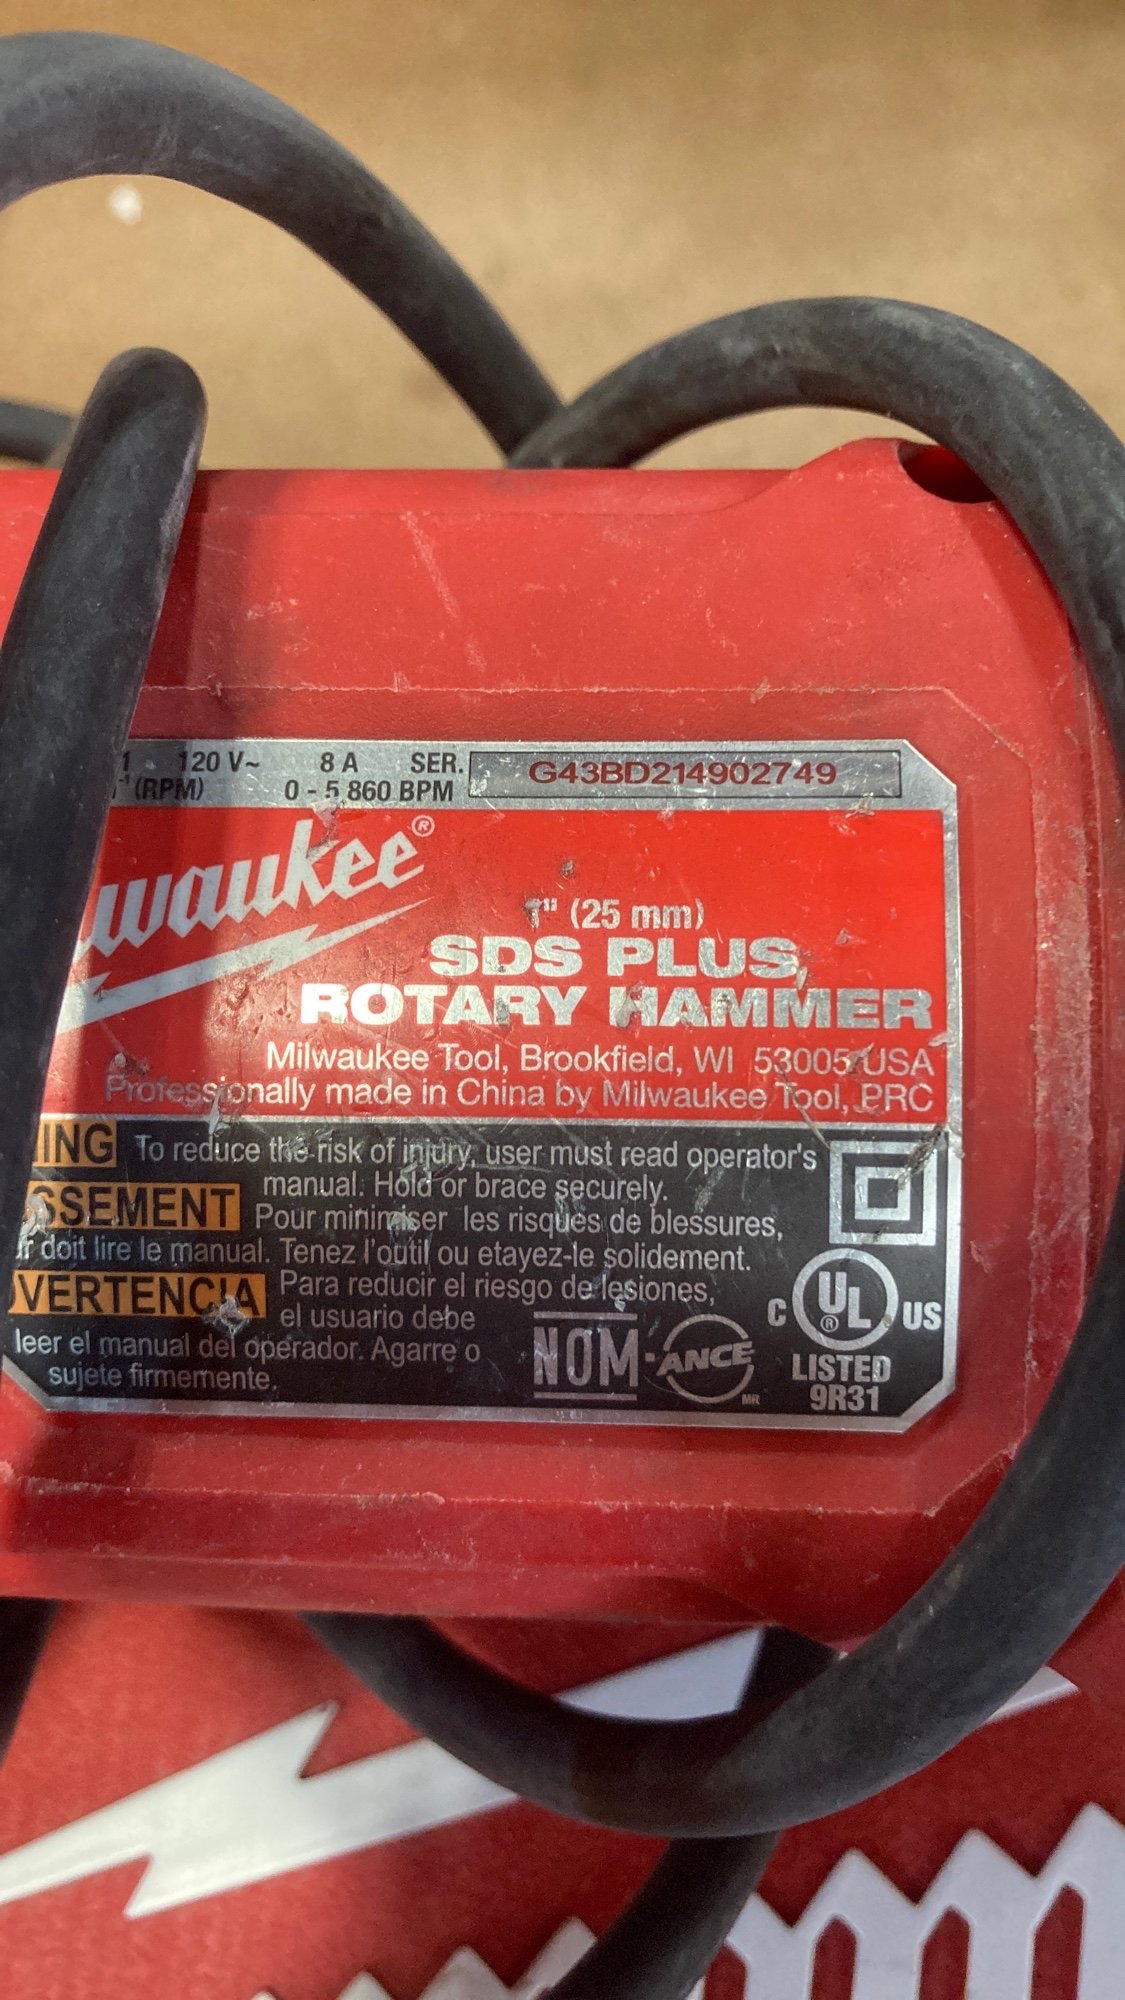 1 120 V~ 8 A SER. G43BD214902749
(RPM) 0 - 5 860 BPM
waukee®
1" (25 mm)
SDS PLUS,
ROTARY HAMMER
Milwaukee Tool, Brookfield, WI 53005 USA
Professionally made in China by Milwaukee Tool, PRC
ING To reduce the risk of injury, user must read operator's
manual. Hold or brace securely.
SSEMENT Pour minimiser les risques de blessures,
r doit lire le manual. Tenez l'outil ou etayez-le solidement.
VERTENCIA Para reducir el riesgo de lesiones,
el usuario debe
leer el manual del operador. Agarre o
sujete firmemente.
NOM-ANCE MR
C UL® US
LISTED
9R31